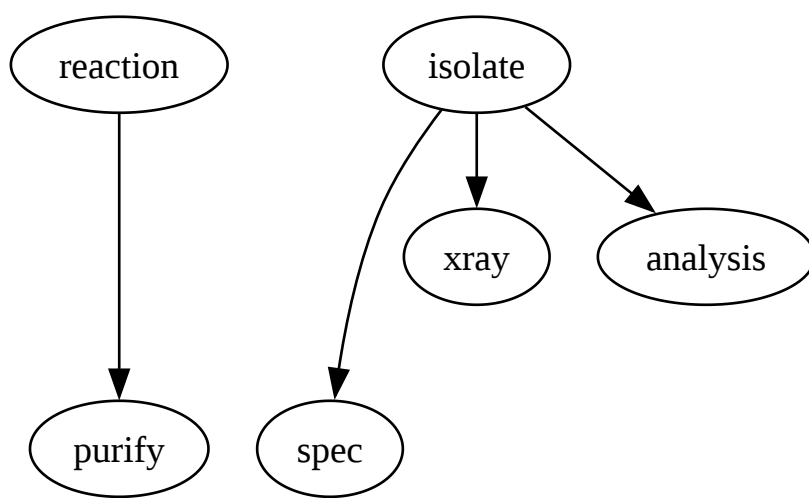 reaction
isolate
xray
analysis
purify
spec